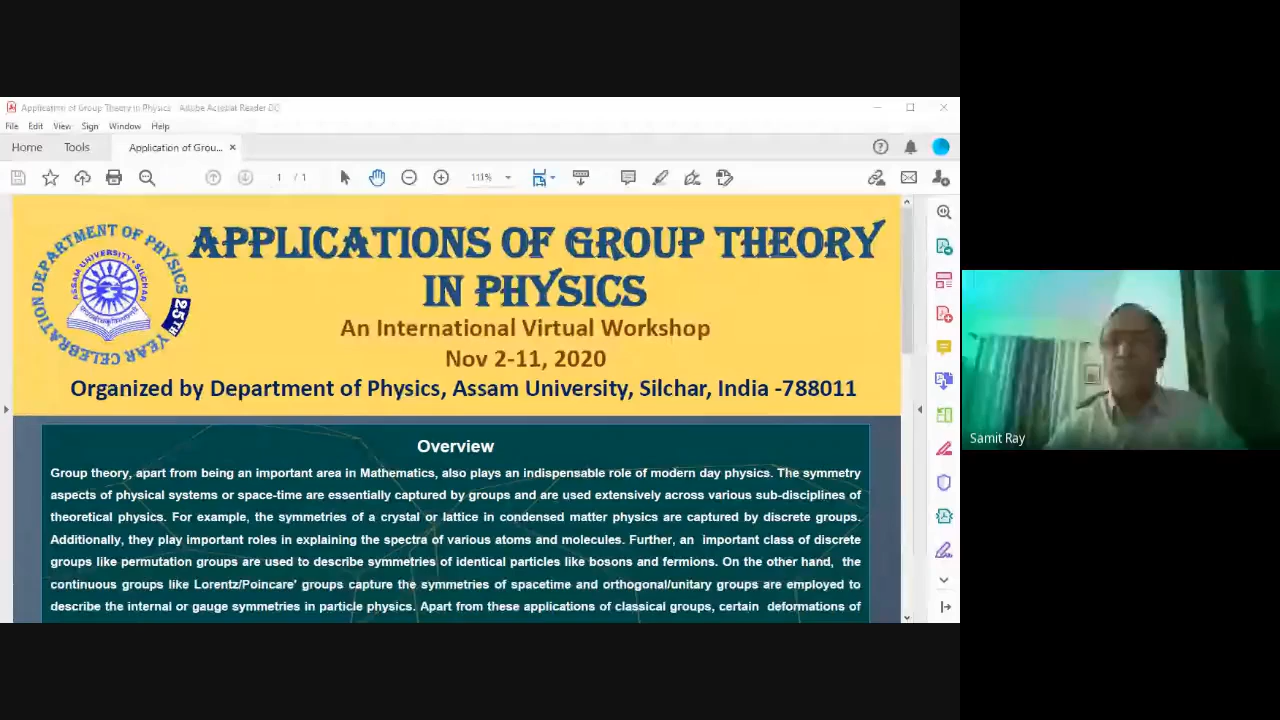 Application of Group Theory in Physics - Adobe Acrobat Reader DC
File Edit View Sign Window Help
Home Tools Application of Grou... ×
1 / 1 111%
DEPARTMENT OF PHYSICS
25TH YEAR CELEBRATION
ASSAM UNIVERSITY, SILCHAR
APPLICATIONS OF GROUP THEORY
IN PHYSICS
An International Virtual Workshop
Nov 2-11, 2020
Organized by Department of Physics, Assam University, Silchar, India -788011
Overview
Group theory, apart from being an important area in Mathematics, also plays an indispensable role of modern day physics. The symmetry
aspects of physical systems or space-time are essentially captured by groups and are used extensively across various sub-disciplines of
theoretical physics. For example, the symmetries of a crystal or lattice in condensed matter physics are captured by discrete groups.
Additionally, they play important roles in explaining the spectra of various atoms and molecules. Further, an important class of discrete
groups like permutation groups are used to describe symmetries of identical particles like bosons and fermions. On the other hand, the
continuous groups like Lorentz/Poincare' groups capture the symmetries of spacetime and orthogonal/unitary groups are employed to
describe the internal or gauge symmetries in particle physics. Apart from these applications of classical groups, certain deformations of
Samit Ray